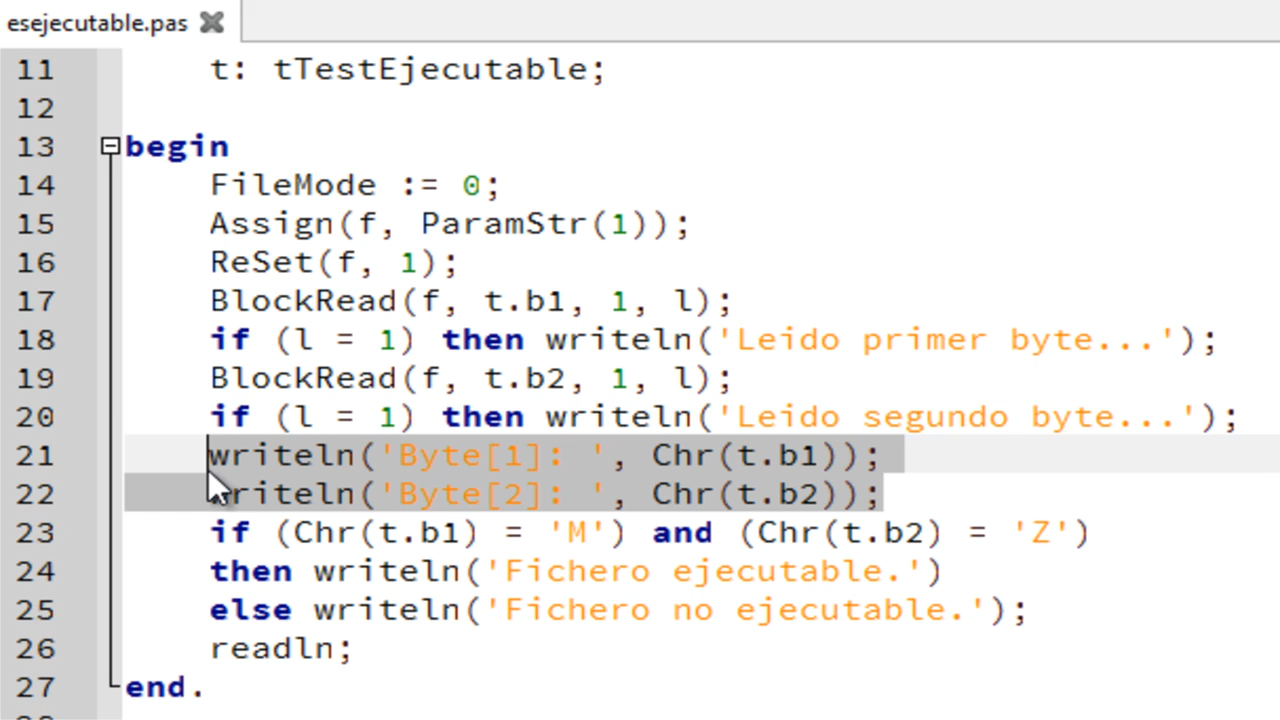 esejecutable.pas
11 t: tTestEjecutable;
12
13 begin
14 FileMode := 0;
15 Assign(f, ParamStr(1));
16 ReSet(f, 1);
17 BlockRead(f, t.b1, 1, l);
18 if (l = 1) then writeln('Leido primer byte...');
19 BlockRead(f, t.b2, 1, l);
20 if (l = 1) then writeln('Leido segundo byte...');
21 writeln('Byte[1]: ', Chr(t.b1));
22 writeln('Byte[2]: ', Chr(t.b2));
23 if (Chr(t.b1) = 'M') and (Chr(t.b2) = 'Z')
24 then writeln('Fichero ejecutable.')
25 else writeln('Fichero no ejecutable.');
26 readln;
27 end.